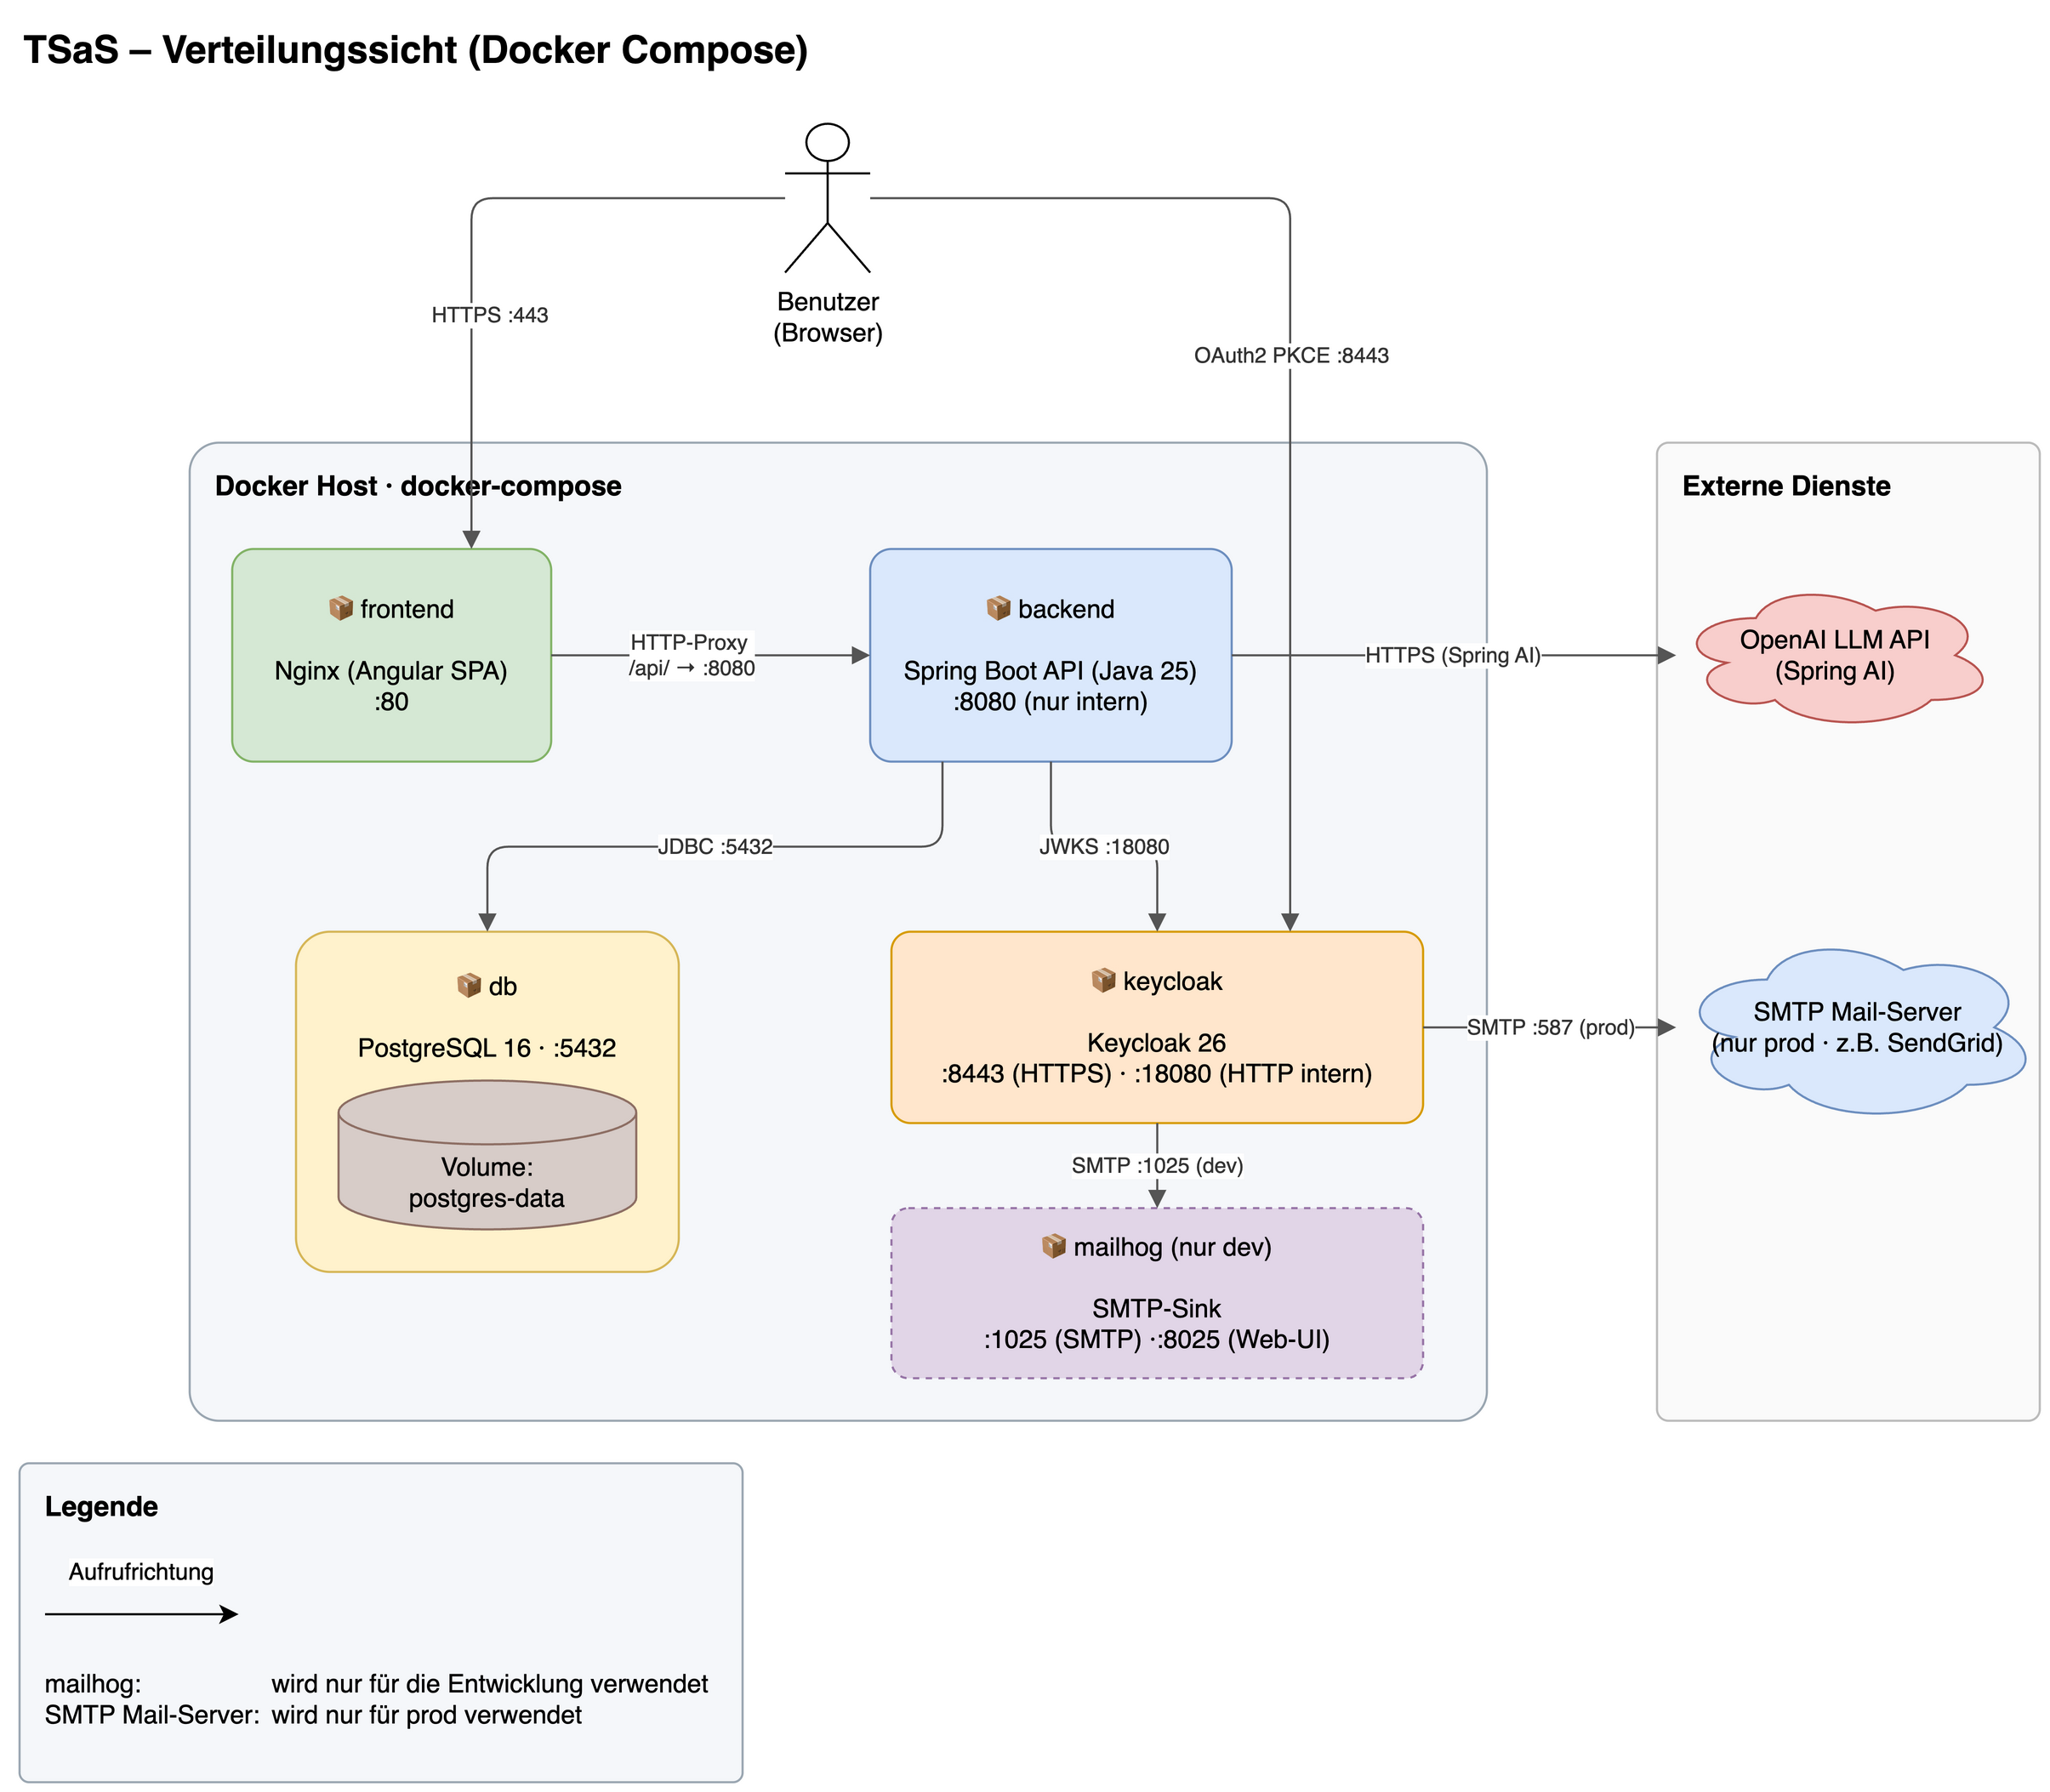 TSaS – Verteilungssicht (Docker Compose)
Benutzer
(Browser)
HTTPS :443
OAuth2 PKCE :8443
Docker Host · docker-compose
Externe Dienste
frontend
Nginx (Angular SPA)
:80
HTTP-Proxy
/api/ → :8080
backend
Spring Boot API (Java 25)
:8080 (nur intern)
HTTPS (Spring AI)
OpenAI LLM API
(Spring AI)
JDBC :5432
JWKS :18080
db
PostgreSQL 16 · :5432
Volume:
postgres-data
keycloak
Keycloak 26
:8443 (HTTPS) · :18080 (HTTP intern)
SMTP :587 (prod)
SMTP Mail-Server
(nur prod · z.B. SendGrid)
SMTP :1025 (dev)
mailhog (nur dev)
SMTP-Sink
:1025 (SMTP) ·:8025 (Web-UI)
Legende
Aufrufrichtung
mailhog: wird nur für die Entwicklung verwendet
SMTP Mail-Server: wird nur für prod verwendet